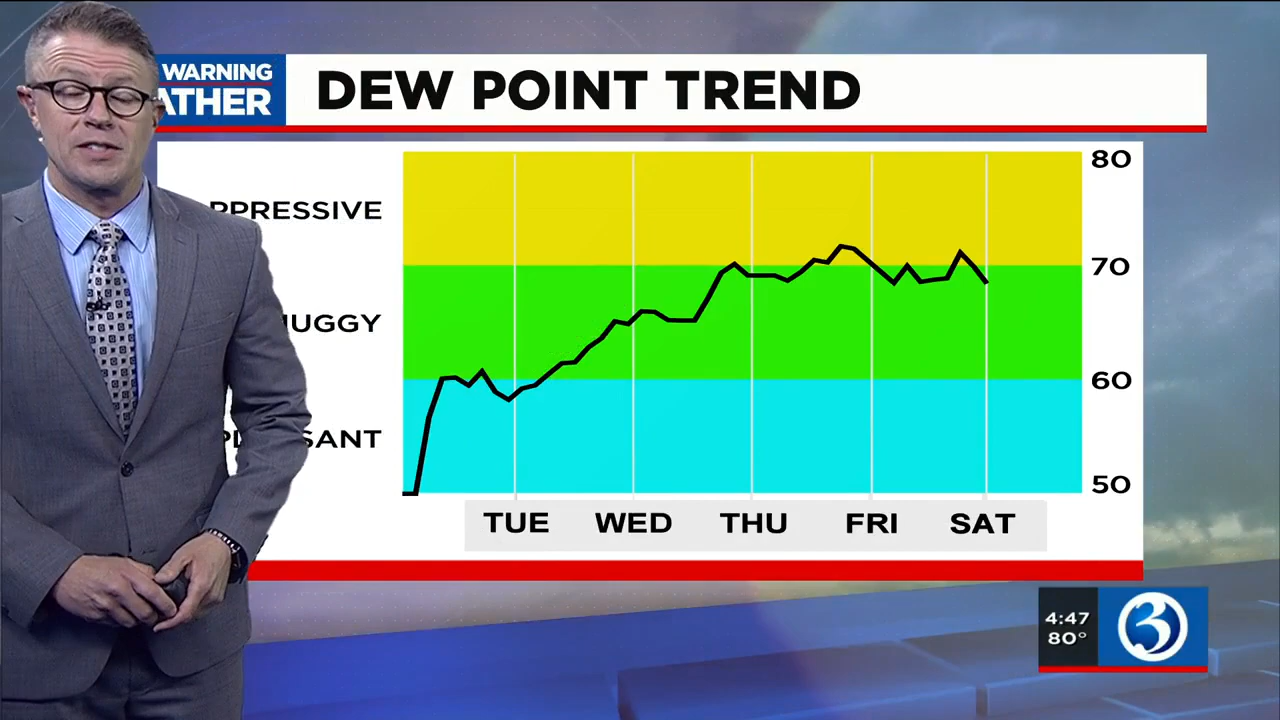 WARNING
ATHER
DEW POINT TREND
80
PPRESSIVE
70
UGGY
60
SANT
50
TUE WED THU FRI SAT
4:47
80°
3